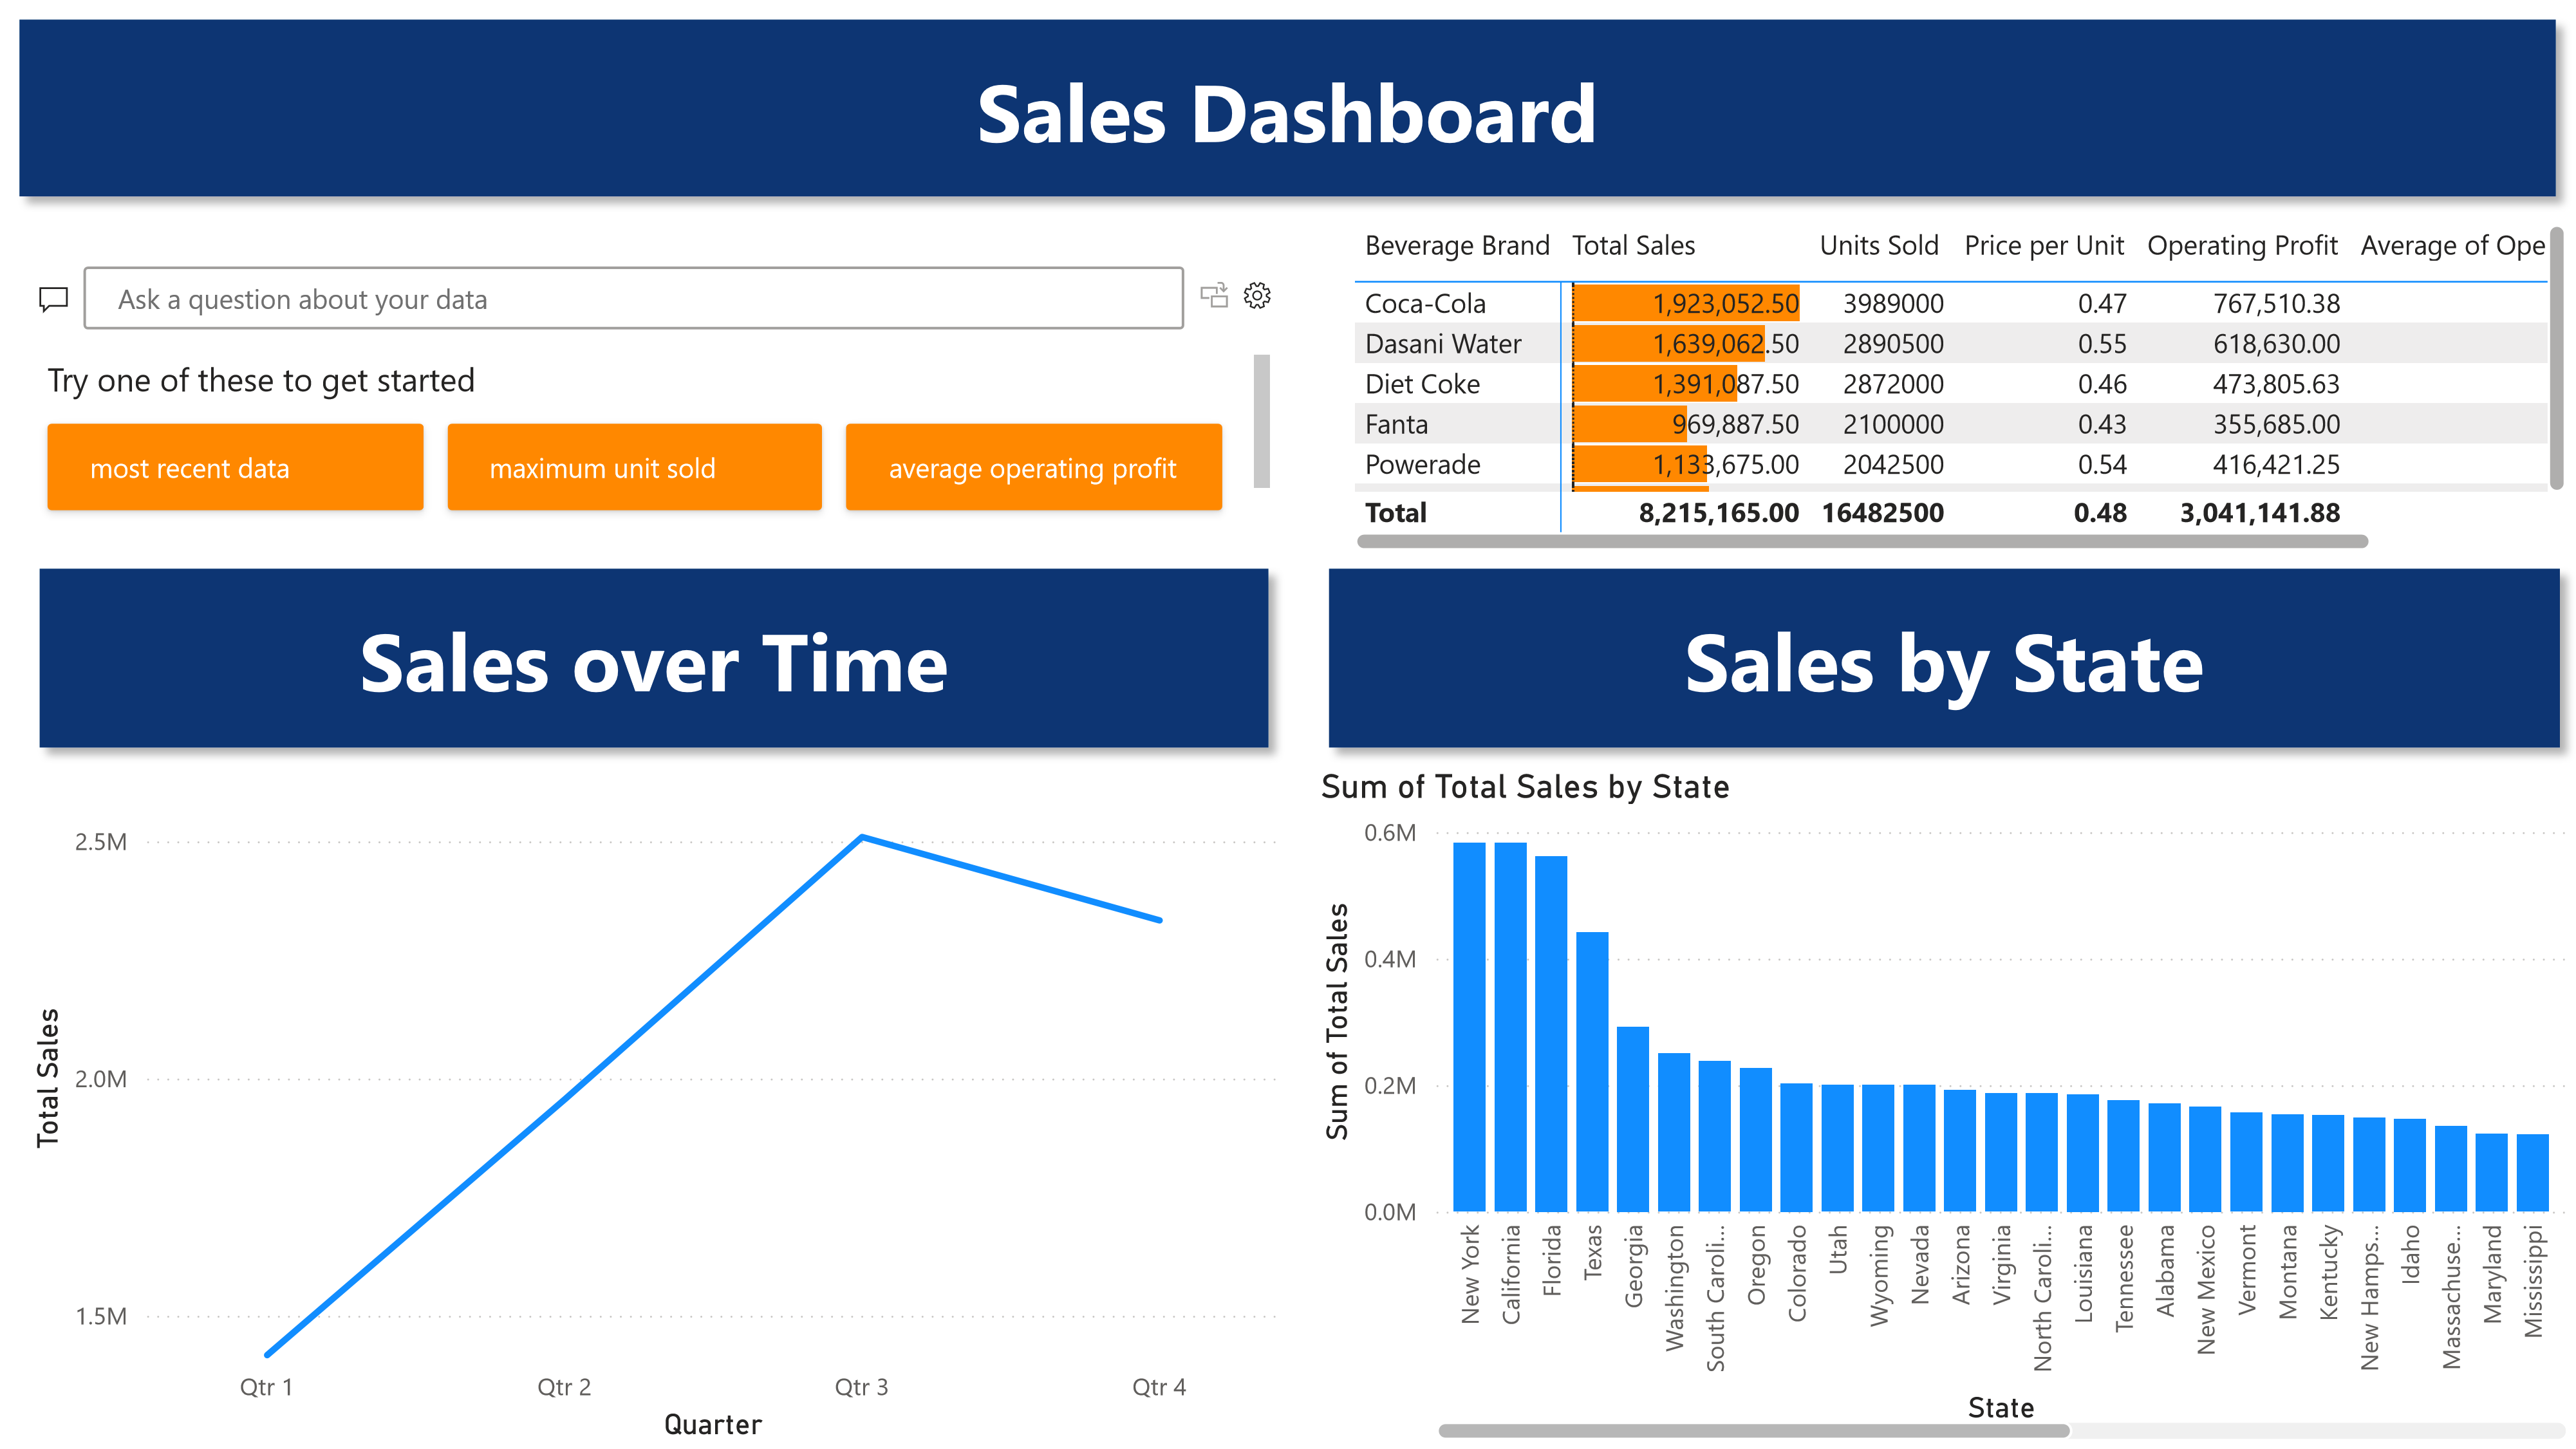 Sales Dashboard
Ask a question about your data
Try one of these to get started
most recent data
maximum unit sold
average operating profit
Beverage Brand Total Sales Units Sold Price per Unit Operating Profit Average of Ope
Coca-Cola 1,923,052.50 3989000 0.47 767,510.38
Dasani Water 1,639,062.50 2890500 0.55 618,630.00
Diet Coke 1,391,087.50 2872000 0.46 473,805.63
Fanta 969,887.50 2100000 0.43 355,685.00
Powerade 1,133,675.00 2042500 0.54 416,421.25
Total 8,215,165.00 16482500 0.48 3,041,141.88
Sales over Time
Total Sales
2.5M
2.0M
1.5M
Qtr 1 Qtr 2 Qtr 3 Qtr 4
Quarter
Sales by State
Sum of Total Sales by State
Sum of Total Sales
0.6M
0.4M
0.2M
0.0M
New York
California
Florida
Texas
Georgia
Washington
South Caroli...
Oregon
Colorado
Utah
Wyoming
Nevada
Arizona
Virginia
North Caroli...
Louisiana
Tennessee
Alabama
New Mexico
Vermont
Montana
Kentucky
New Hamps...
Idaho
Massachuse...
Maryland
Mississippi
State